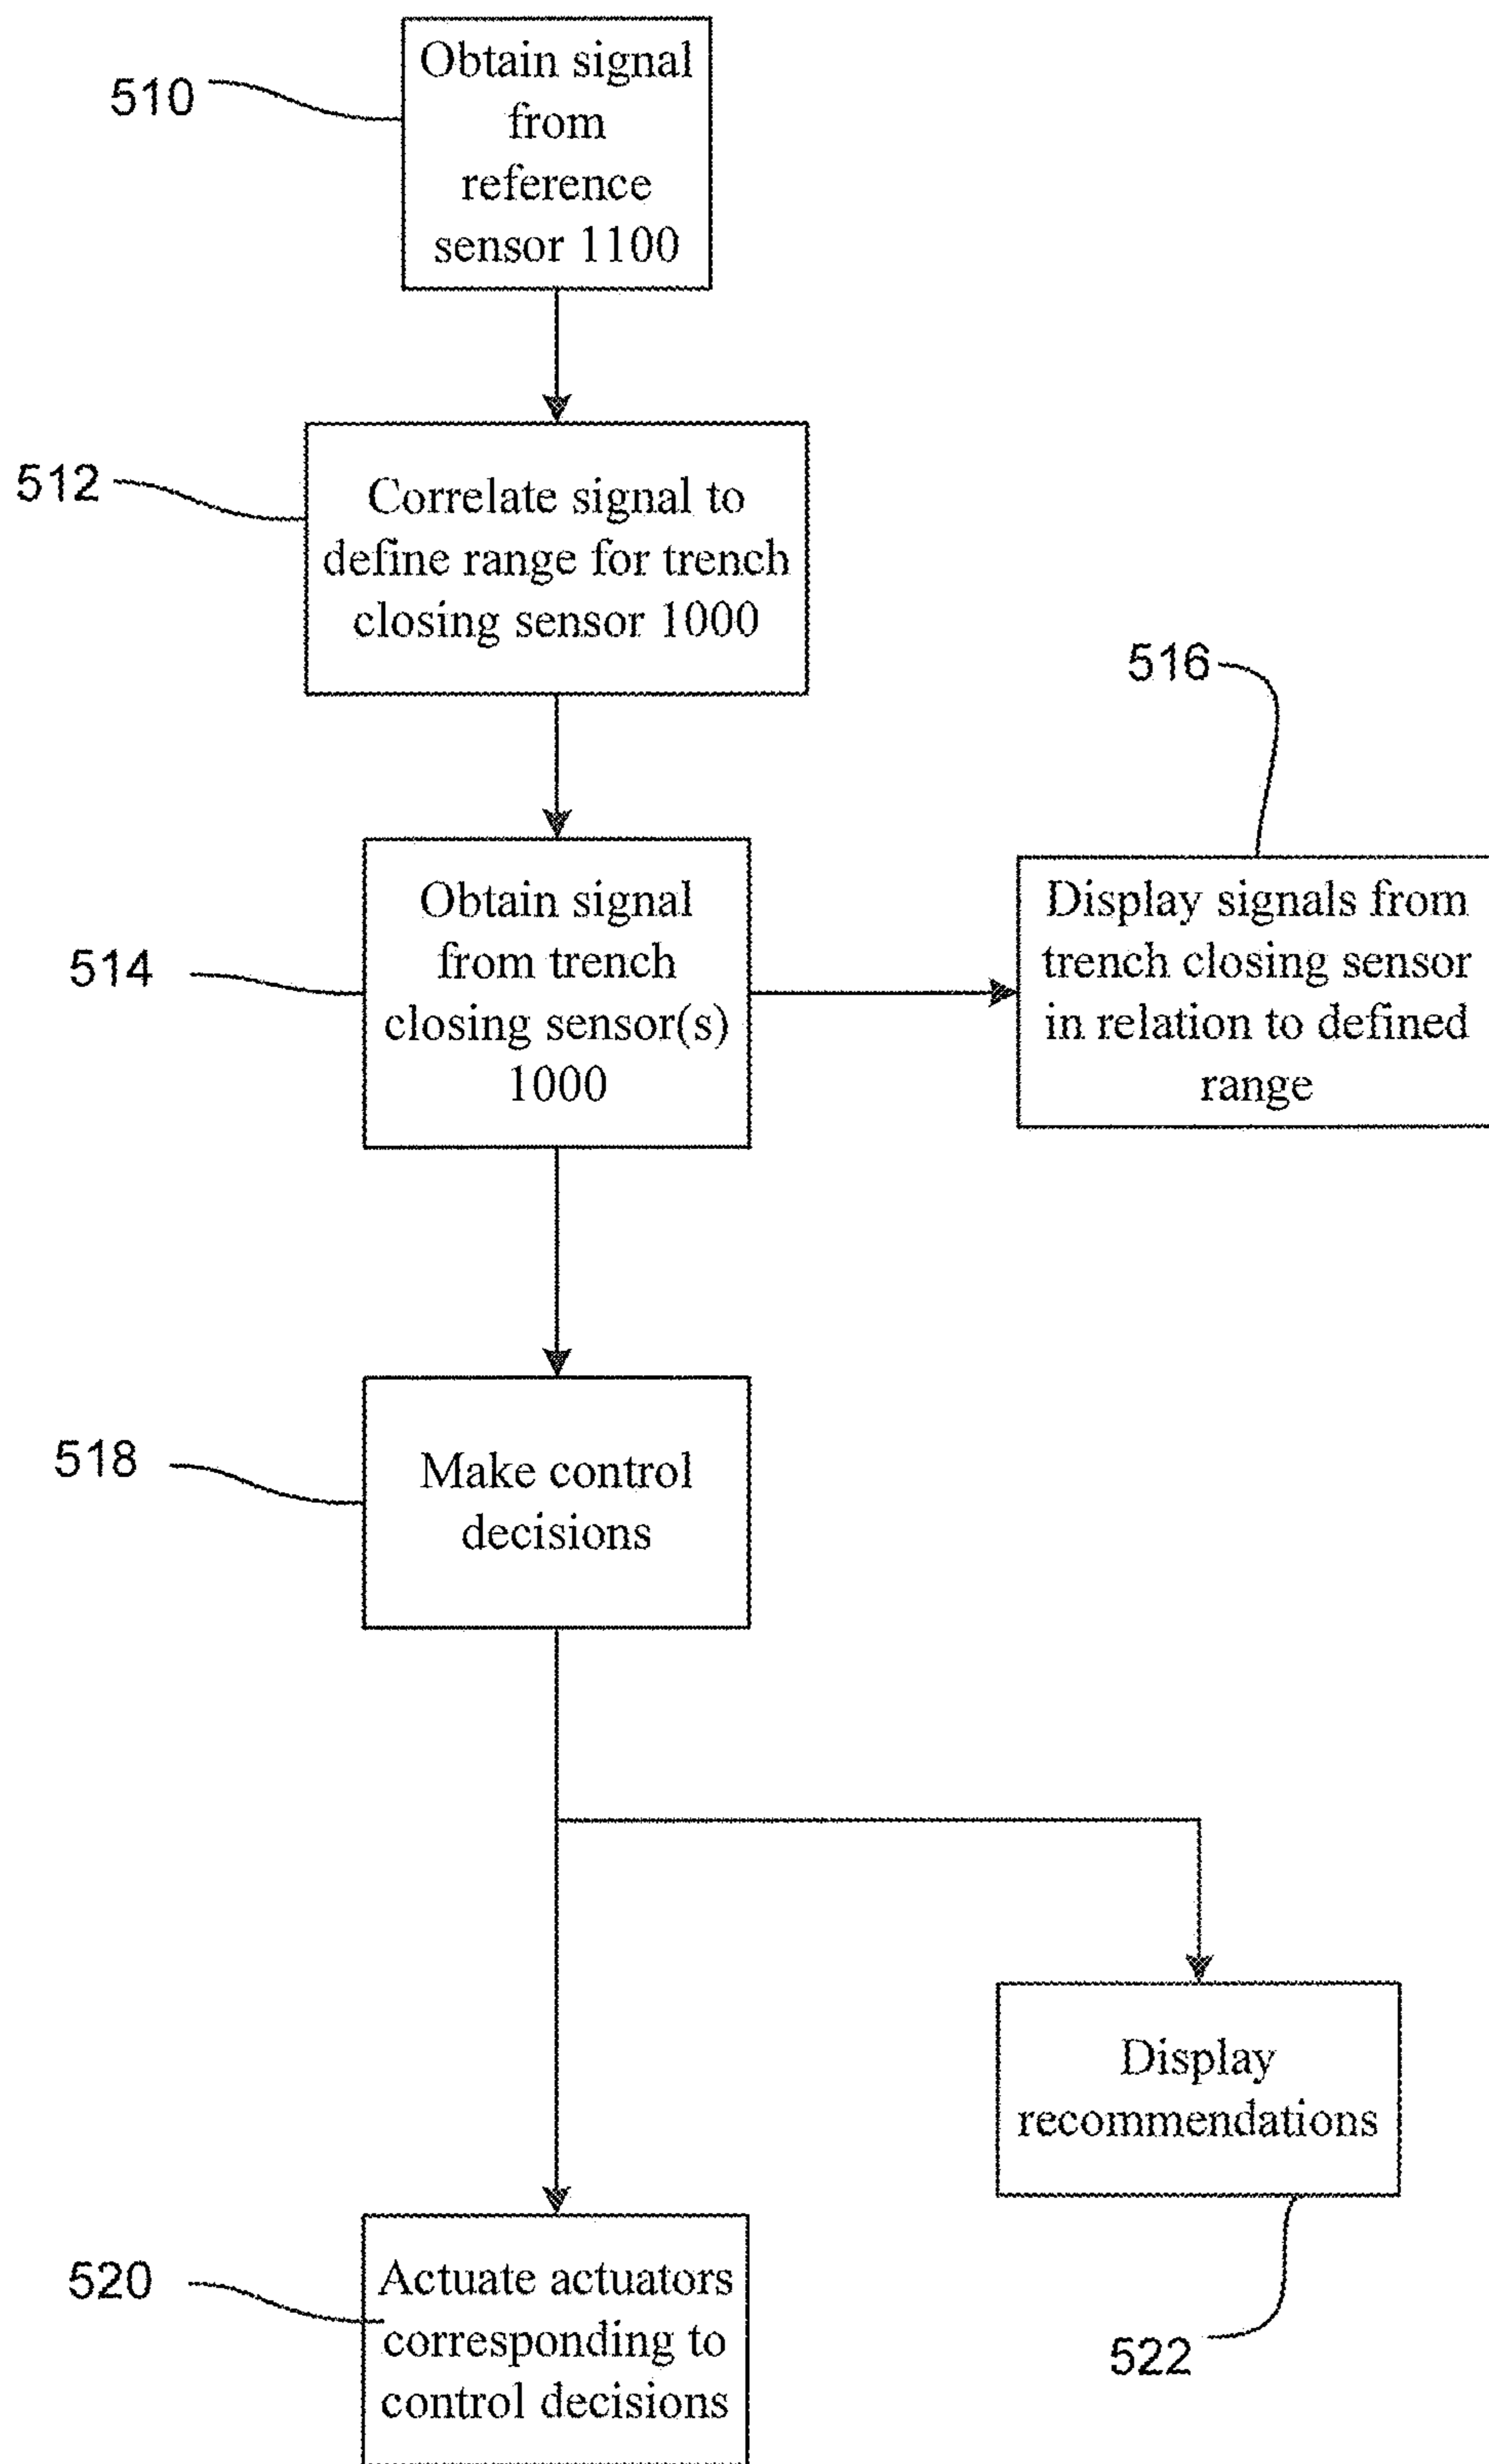 510
Obtain signal
from
reference
sensor 1100
512
Correlate signal to
define range for trench
closing sensor 1000
514
Obtain signal
from trench
closing sensor(s)
1000
516
Display signals from
trench closing sensor
in relation to defined
range
518
Make control
decisions
Display
recommendations
522
520
Actuate actuators
corresponding to
control decisions